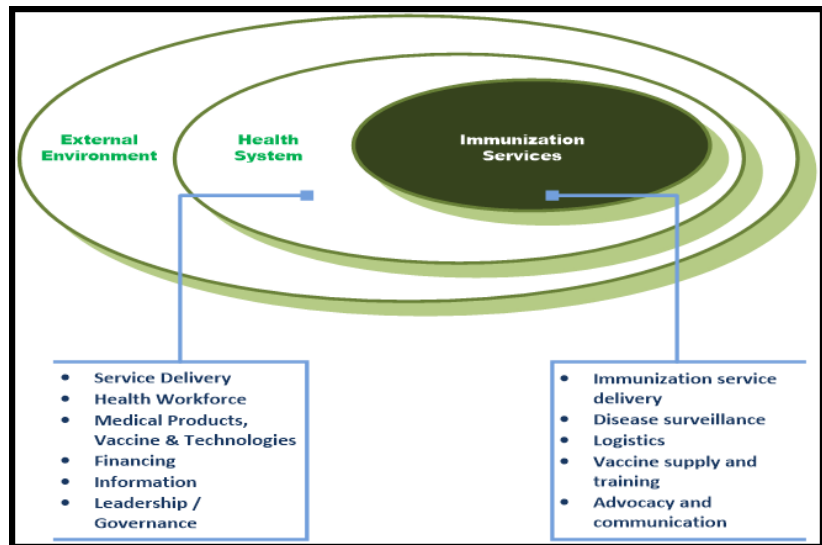 External
Environment
Health
System
Immunization
Services
• Service Delivery
• Health Workforce
• Medical Products,
Vaccine & Technologies
• Financing
• Information
• Leadership /
Governance
• Immunization service
delivery
• Disease surveillance
• Logistics
• Vaccine supply and
training
• Advocacy and
communication